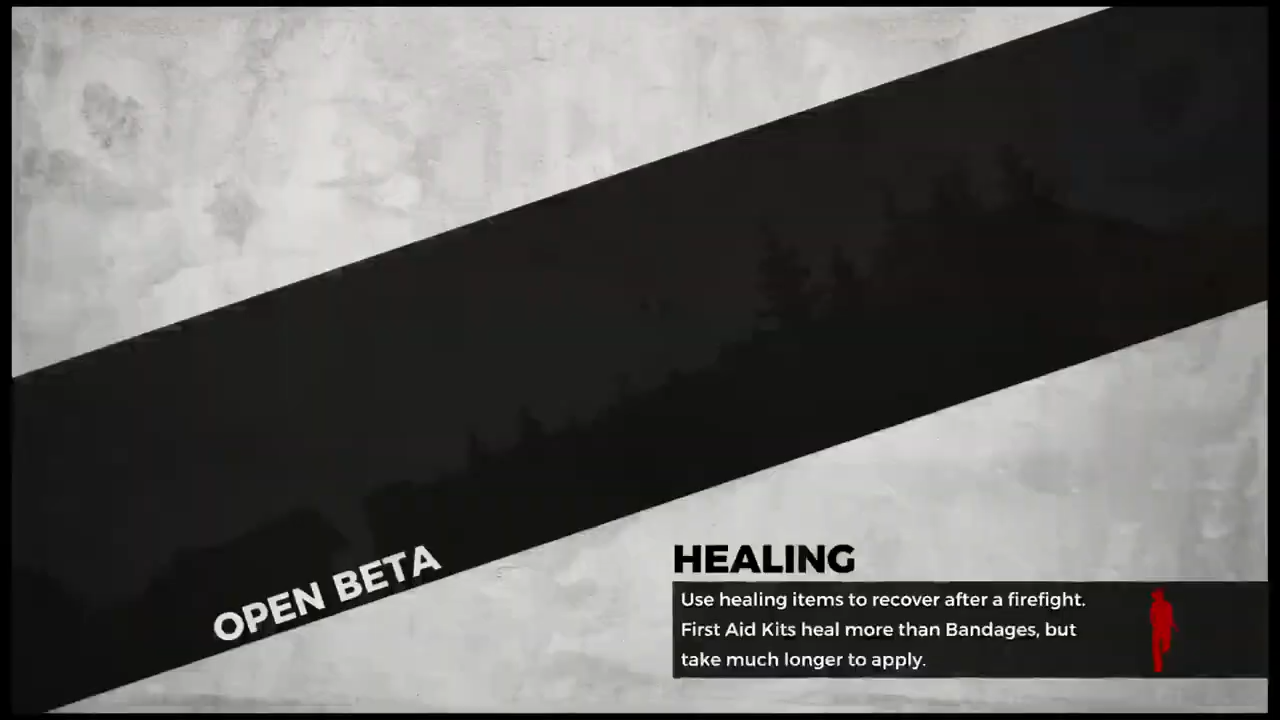 OPEN BETA
HEALING
Use healing items to recover after a firefight.
First Aid Kits heal more than Bandages, but
take much longer to apply.